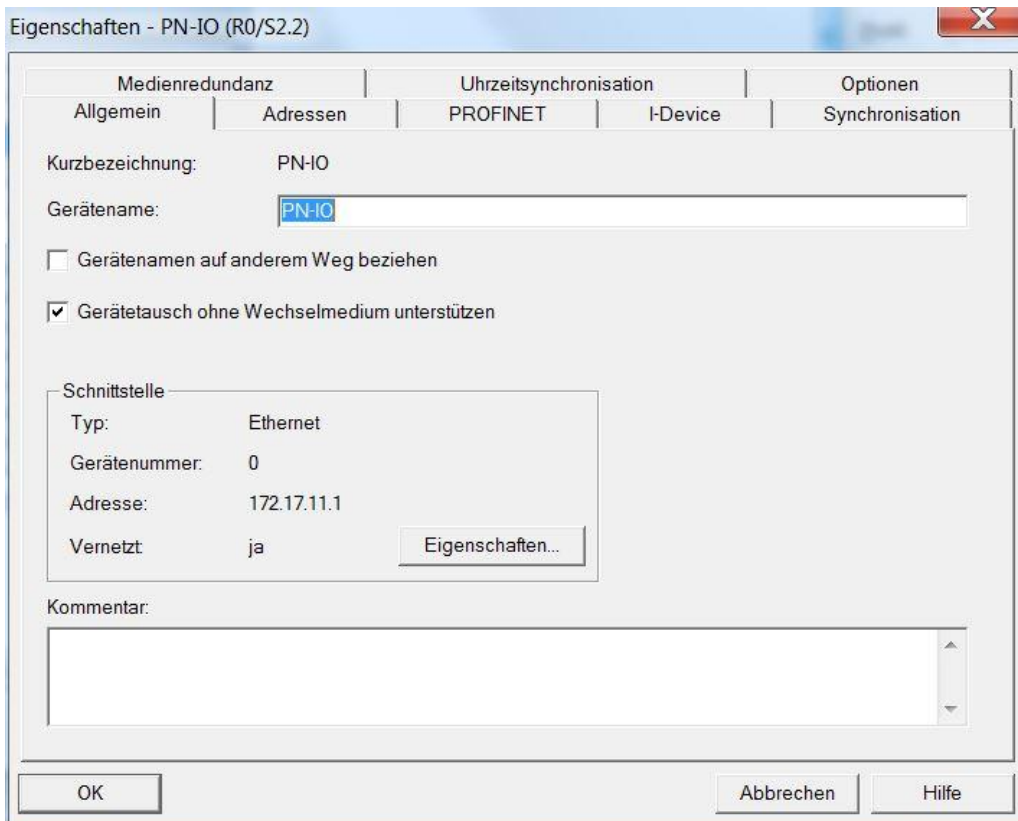 Eigenschaften - PN-IO (R0/S2.2)
Medienredundanz Uhrzeitsynchronisation Optionen
Allgemein Adressen PROFINET I-Device Synchronisation
Kurzbezeichnung: PN-IO
Gerätename: PN-IO
Gerätenamen auf anderem Weg beziehen
Gerätetausch ohne Wechselmedium unterstützen
Schnittstelle
Typ: Ethernet
Gerätenummer: 0
Adresse: 172.17.11.1
Vernetzt: ja Eigenschaften...
Kommentar:
OK Abbrechen Hilfe